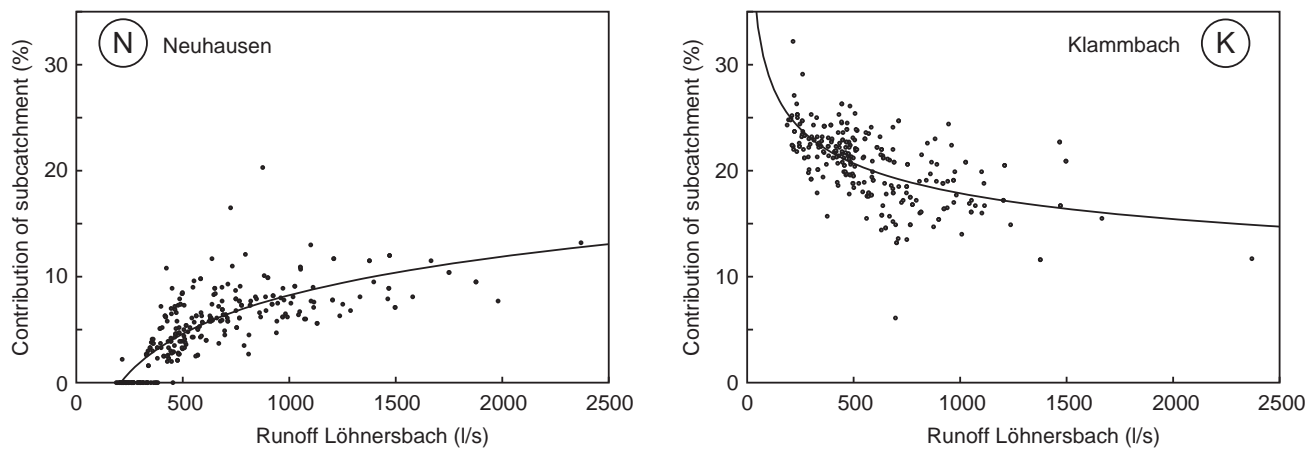 N Neuhausen
Contribution of subcatchment (%)
30
20
10
0
0 500 1000 1500 2000 2500
Runoff Löhnersbach (l/s)
Klammbach K
Contribution of subcatchment (%)
30
20
10
0
0 500 1000 1500 2000 2500
Runoff Löhnersbach (l/s)